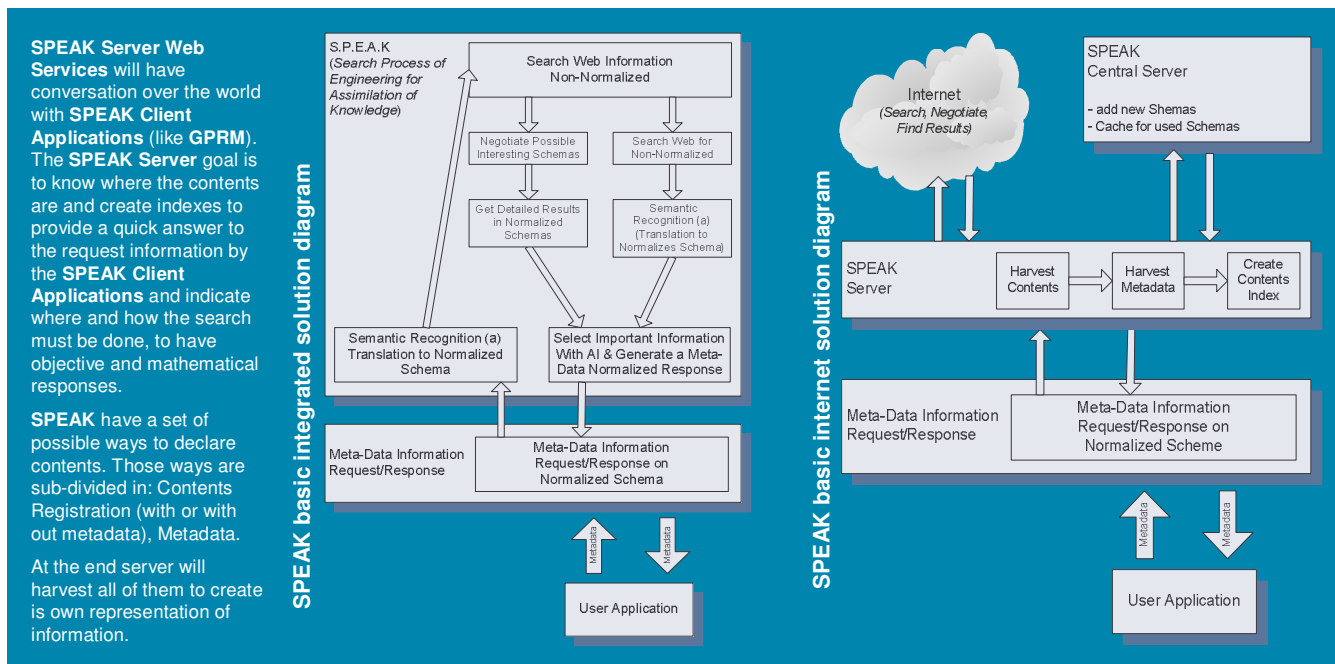 SPEAK Server Web
Services will have
conversation over the world
with SPEAK Client
Applications (like GPRM).
The SPEAK Server goal is
to know where the contents
are and create indexes to
provide a quick answer to
the request information by
the SPEAK Client
Applications and indicate
where and how the search
must be done, to have
objective and mathematical
responses.
SPEAK have a set of
possible ways to declare
contents. Those ways are
sub-divided in: Contents
Registration (with or with
out metadata), Metadata.
At the end server will
harvest all of them to create
is own representation of
information.
SPEAK basic integrated solution diagram
S.P.E.A.K
(Search Process of
Engineering for
Assimilation of
Knowledge)
Search Web Information
Non-Normalized
Negotiate Possible
Interesting Schemas
Search Web for
Non-Normalized
Get Detailed Results
in Normalized
Schemas
Semantic
Recognition (a)
(Translation to
Normalizes Schema)
Semantic Recognition (a)
Translation to Normalized
Schema
Select Important Information
With AI & Generate a Meta-
Data Normalized Response
Meta-Data Information
Request/Response
Meta-Data Information
Request/Response on
Normalized Schema
Metadata
Metadata
User Application
SPEAK basic internet solution diagram
Internet
(Search, Negotiate,
Find Results)
SPEAK
Central Server
- add new Shemas
- Cache for used Schemas
SPEAK
Server
Harvest
Contents
Harvest
Metadata
Create
Contents
Index
Meta-Data Information
Request/Response
Meta-Data Information
Request/Response on
Normalized Scheme
Metadata
Metadata
User Application